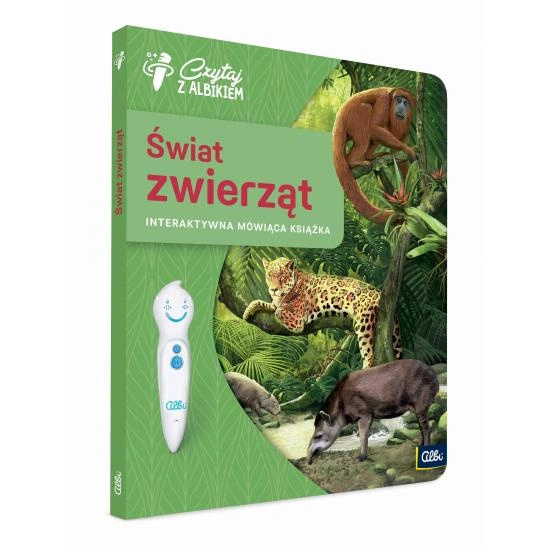 Czytaj
Z ALBIKIEM
Świat
zwierząt
INTERAKTYWNA MÓWIĄCA KSIĄŻKA
Świat zwierząt
Albi
Albi
Albi